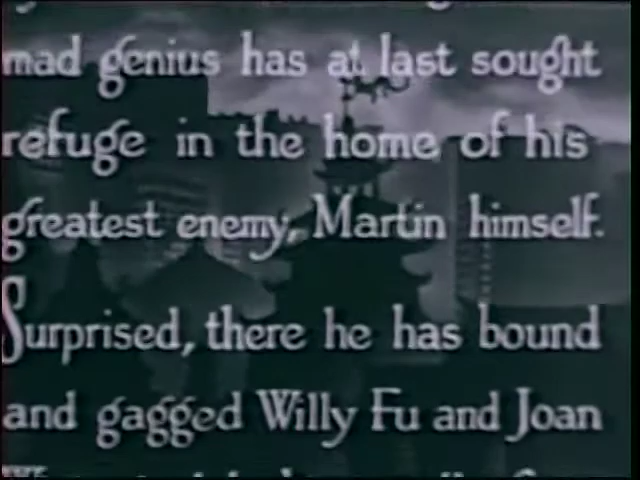 mad genius has at last sought
refuge in the home of his
greatest enemy, Martin himself.
Surprised, there he has bound
and gagged Willy Fu and Joan